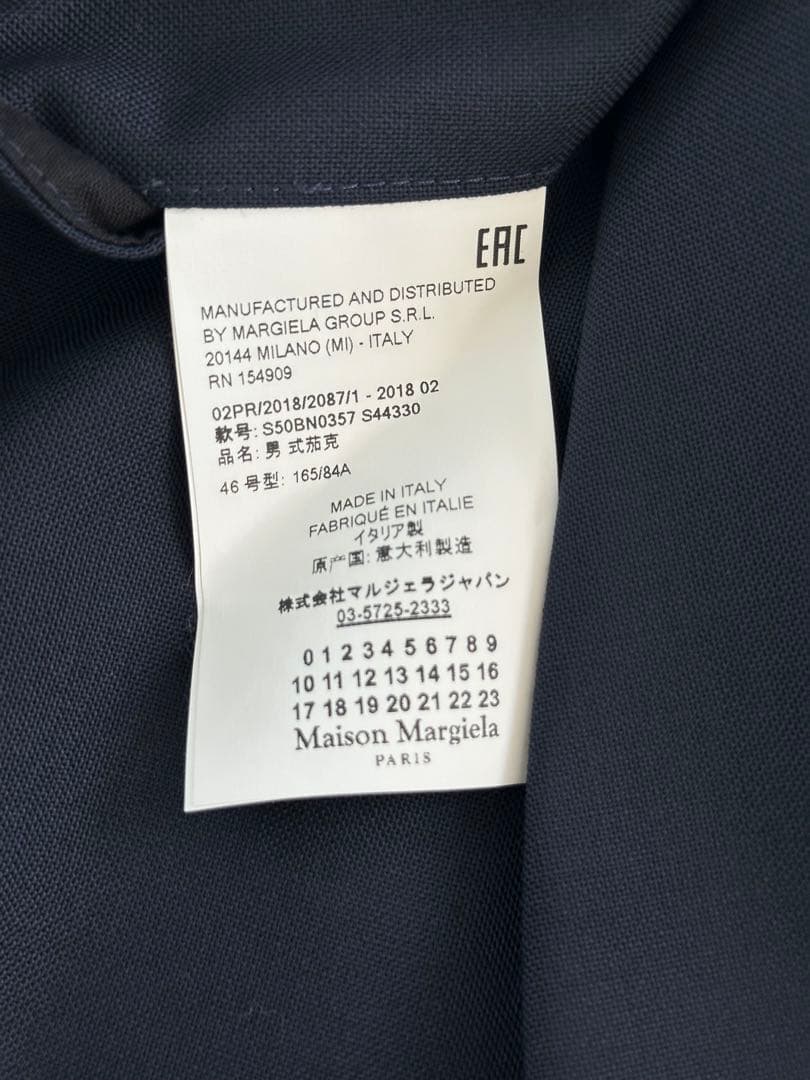 EAC
MANUFACTURED AND DISTRIBUTED
BY MARGIELA GROUP S.R.L.
20144 MILANO (MI) - ITALY
RN 154909
02PR/2018/2087/1 - 2018 02
款号: S50BN0357 S44330
品名: 男 式茄克
46 号型: 165/84A
MADE IN ITALY
FABRIQUÉ EN ITALIE
イタリア製
原产国: 意大利製造
株式会社マルジェラジャパン
03-5725-2333
0 1 2 3 4 5 6 7 8 9
10 11 12 13 14 15 16
17 18 19 20 21 22 23
Maison Margiela
PARIS